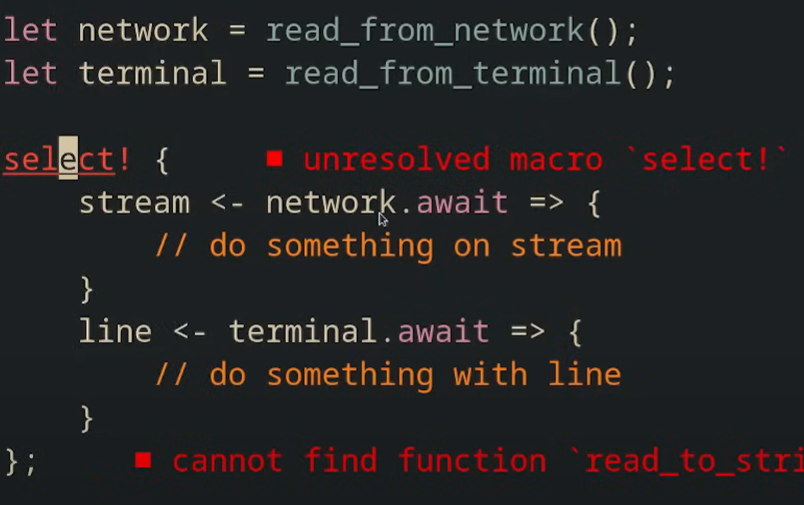 let network = read_from_network();
let terminal = read_from_terminal();
select! { ■ unresolved macro `select!`
stream <- network.await => {
// do something on stream
}
line <- terminal.await => {
// do something with line
}
}; ■ cannot find function `read_to_stri